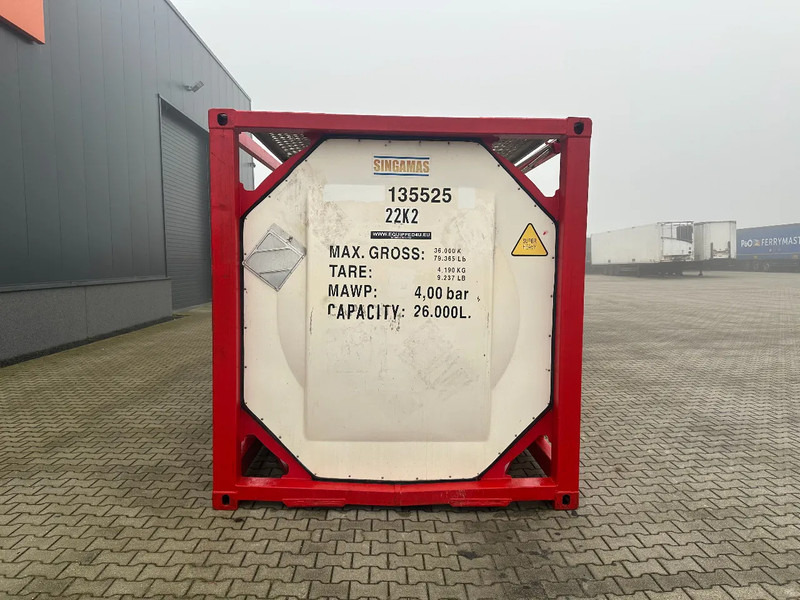 SINGAMAS
135525
22K2
WWW.EQUIPPED4U.EU
MAX. GROSS: 36.000 K
79.365 LB
TARE: 4.190 KG
9.237 LB
MAWP: 4,00 bar
CAPACITY: 26.000L.
P&O FERRYMAST